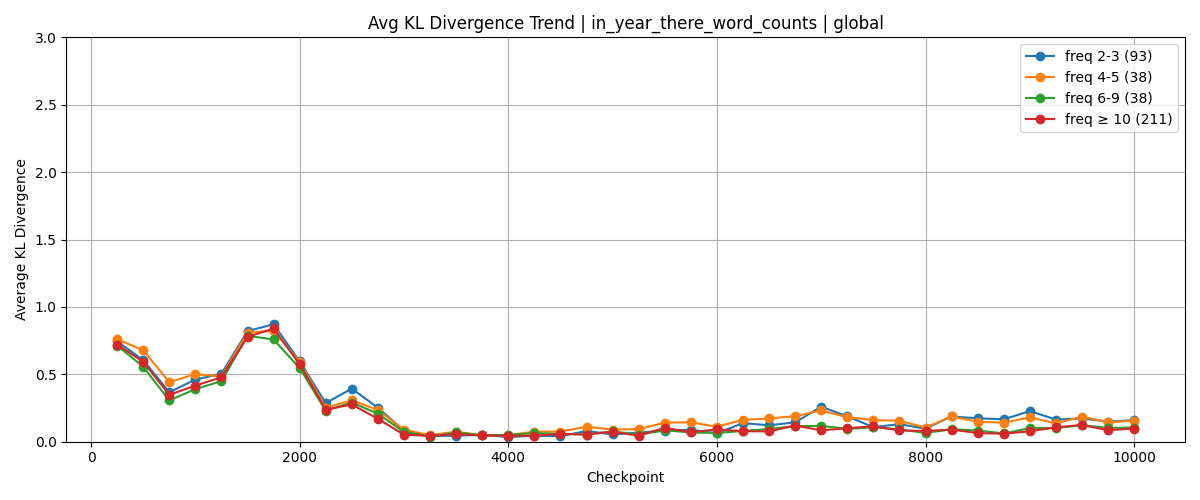 Avg KL Divergence Trend | in_year_there_word_counts | global
Average KL Divergence
3.0
2.5
2.0
1.5
1.0
0.5
0.0
freq 2-3 (93)
freq 4-5 (38)
freq 6-9 (38)
freq ≥ 10 (211)
0 2000 4000 6000 8000 10000
Checkpoint